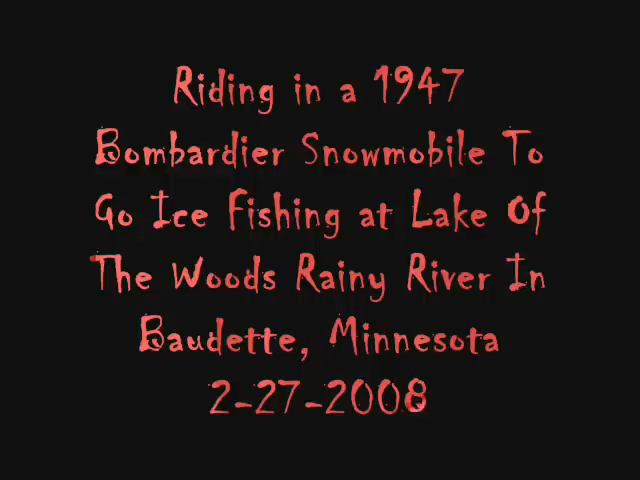 Riding in a 1947
Bombardier Snowmobile To
Go Ice Fishing at Lake Of
The Woods Rainy River In
Baudette, Minnesota
2-27-2008